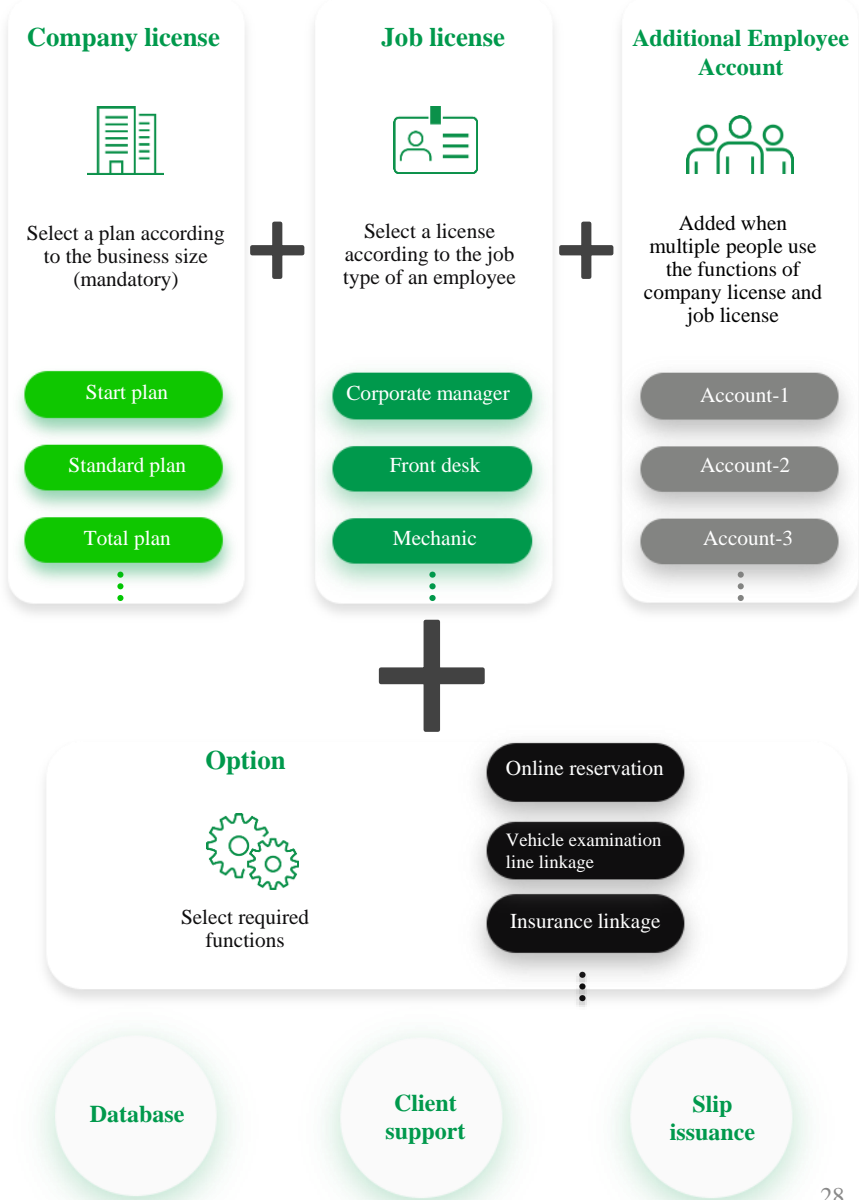 Company license
Select a plan according
to the business size
(mandatory)
Start plan
Standard plan
Total plan
Job license
Select a license
according to the job
type of an employee
Corporate manager
Front desk
Mechanic
Additional Employee
Account
Added when
multiple people use
the functions of
company license and
job license
Account-1
Account-2
Account-3
Option
Select required
functions
Online reservation
Vehicle examination
line linkage
Insurance linkage
Database
Client
support
Slip
issuance
28